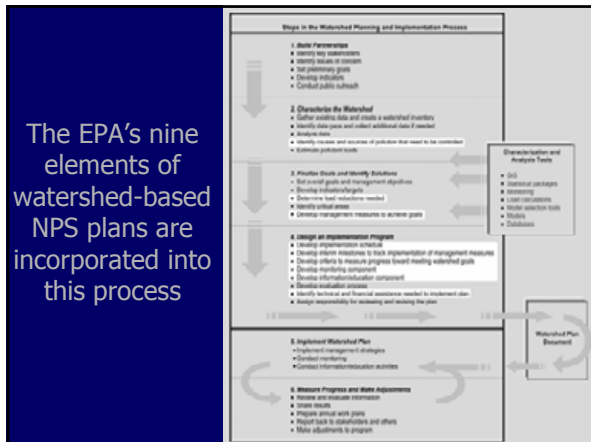 The EPA's nine
elements of
watershed-based
NPS plans are
incorporated into
this process
Steps in the Watershed Planning and Implementation Process
1. Build Partnerships
Identify key stakeholders
Identify issues of concern
Set preliminary goals
Develop indicators
Conduct public outreach
2. Characterize the Watershed
Gather existing data and create a watershed inventory
Identify data gaps and collect additional data if needed
Analyze data
Identify causes and sources of pollution that need to be controlled
Estimate pollutant loads
3. Finalize Goals and Identify Solutions
Set overall goals and management objectives
Develop indicators/targets
Determine load reductions needed
Identify critical areas
Develop management measures to achieve goals
Characterization and
Analysis Tools
GIS
Statistical packages
Monitoring
Load calculations
Model selection tools
Models
Databases
4. Design an Implementation Program
Develop implementation schedule
Develop interim milestones to track implementation of management measures
Develop criteria to measure progress toward meeting watershed goals
Develop monitoring component
Develop information/education component
Develop evaluation process
Identify technical and financial assistance needed to implement plan
Assign responsibility for reviewing and revising the plan
Watershed Plan
Document
5. Implement Watershed Plan
Implement management strategies
Conduct monitoring
Conduct information/education activities
6. Measure Progress and Make Adjustments
Review and evaluate information
Share results
Prepare annual work plans
Report back to stakeholders and others
Make adjustments to program